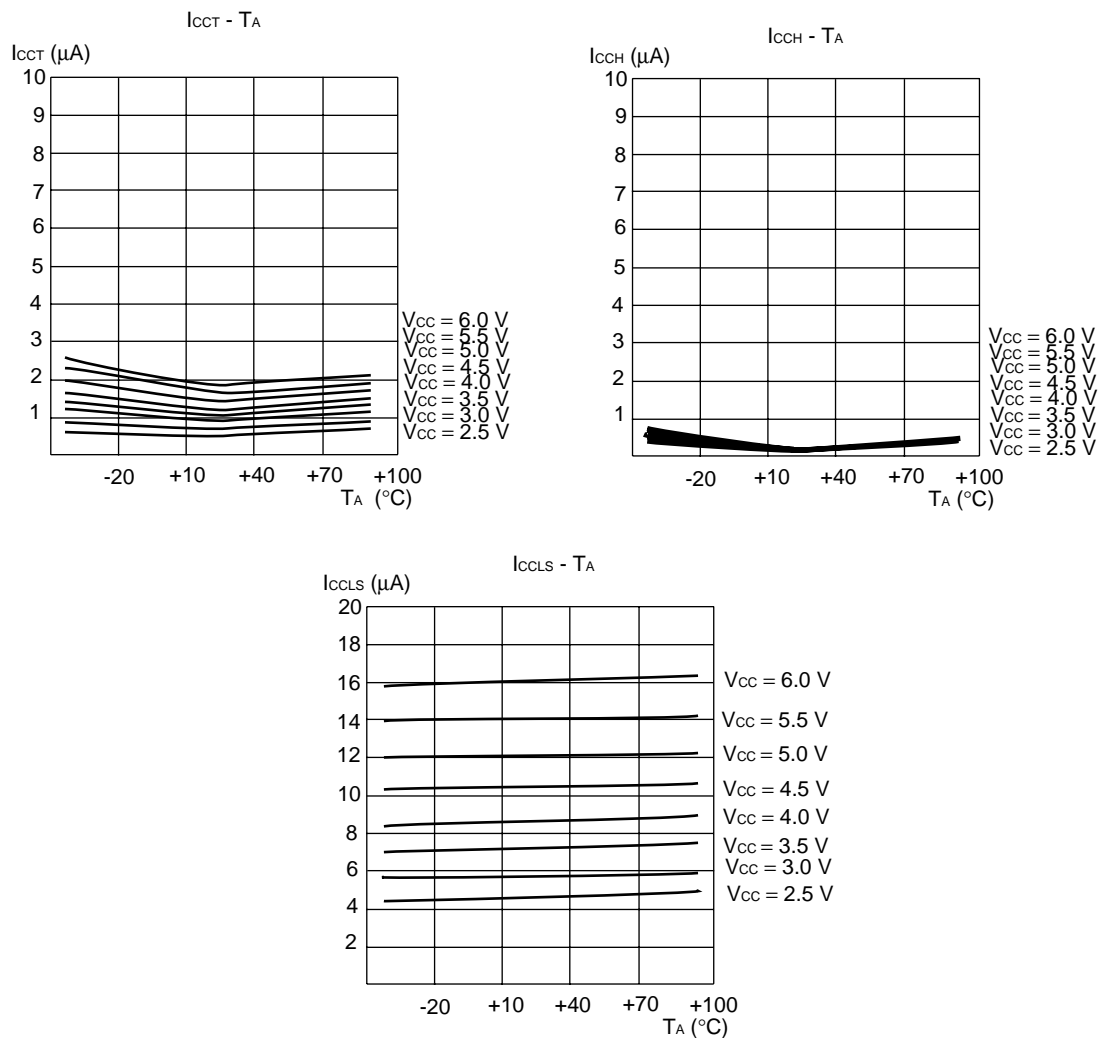 ICCT - TA
ICCT (μA)
10
9
8
7
6
5
4
3
2
1
VCC = 6.0 V
VCC = 5.5 V
VCC = 5.0 V
VCC = 4.5 V
VCC = 4.0 V
VCC = 3.5 V
VCC = 3.0 V
VCC = 2.5 V
-20 +10 +40 +70 +100
TA (°C)
ICCH - TA
ICCH (μA)
10
9
8
7
6
5
4
3
2
1
VCC = 6.0 V
VCC = 5.5 V
VCC = 5.0 V
VCC = 4.5 V
VCC = 4.0 V
VCC = 3.5 V
VCC = 3.0 V
VCC = 2.5 V
-20 +10 +40 +70 +100
TA (°C)
ICCLS - TA
ICCLS (μA)
20
18
16
14
12
10
8
6
4
2
VCC = 6.0 V
VCC = 5.5 V
VCC = 5.0 V
VCC = 4.5 V
VCC = 4.0 V
VCC = 3.5 V
VCC = 3.0 V
VCC = 2.5 V
-20 +10 +40 +70 +100
TA (°C)